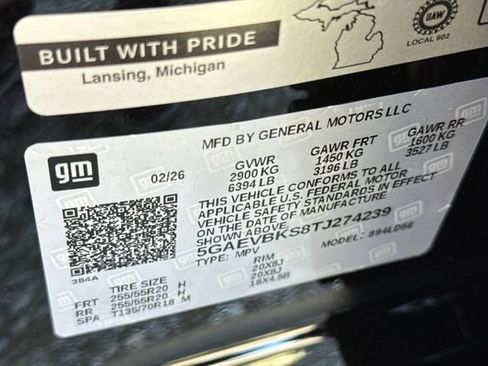 BUILT WITH PRIDE
Lansing, Michigan
UAW
LOCAL 602
gm
MFD BY GENERAL MOTORS LLC
02/26
GVWR GAWR FRT GAWR RR
2900 KG 1450 KG 1600 KG
6394 LB 3196 LB 3527 LB
THIS VEHICLE CONFORMS TO ALL
APPLICABLE U.S. FEDERAL MOTOR
VEHICLE SAFETY STANDARDS IN EFFECT
ON THE DATE OF MANUFACTURE
SHOWN ABOVE.
5GAEVBKS8TJ274239
TYPE: MPV MODEL:
3B4A
TIRE SIZE RIM
FRT 255/55R20 H 20X8J
RR 255/55R20 H 20X8J
SPA T135/70R18 M 18X4.5B